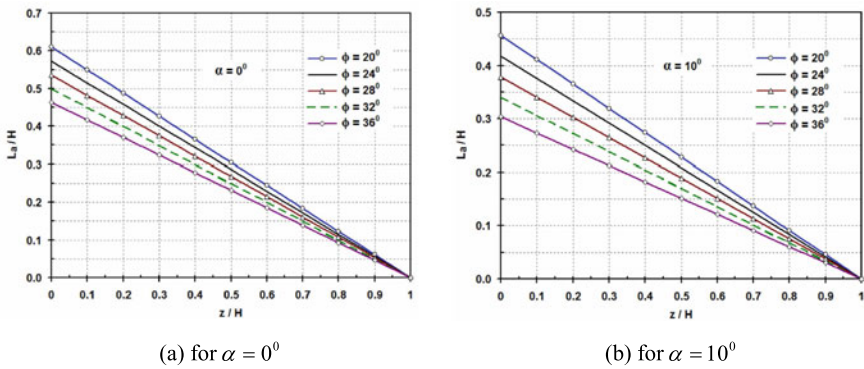 0.7
0.6
0.5
0.4
0.3
0.2
0.1
0.0
La / H
0 0.1 0.2 0.3 0.4 0.5 0.6 0.7 0.8 0.9 1
z / H
α = 0⁰
ϕ = 20⁰
ϕ = 24⁰
ϕ = 28⁰
ϕ = 32⁰
ϕ = 36⁰
(a) for α = 0⁰
0.5
0.4
0.3
0.2
0.1
0.0
La / H
0 0.1 0.2 0.3 0.4 0.5 0.6 0.7 0.8 0.9 1
z / H
α = 10⁰
ϕ = 20⁰
ϕ = 24⁰
ϕ = 28⁰
ϕ = 32⁰
ϕ = 36⁰
(b) for α = 10⁰